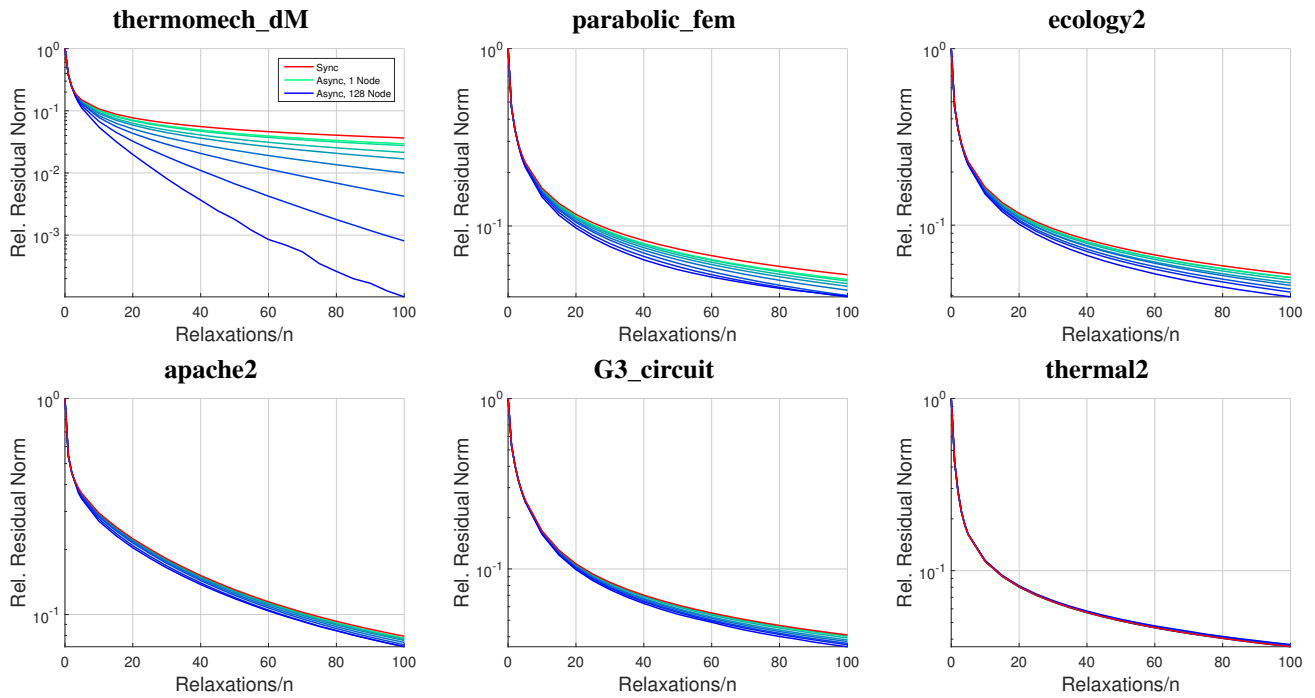 thermomech_dM
10^0
10^-1
10^-2
10^-3
Rel. Residual Norm
Sync
Async, 1 Node
Async, 128 Node
0 20 40 60 80 100
Relaxations/n
parabolic_fem
10^0
10^-1
Rel. Residual Norm
0 20 40 60 80 100
Relaxations/n
ecology2
10^0
10^-1
Rel. Residual Norm
0 20 40 60 80 100
Relaxations/n
apache2
10^0
10^-1
Rel. Residual Norm
0 20 40 60 80 100
Relaxations/n
G3_circuit
10^0
10^-1
Rel. Residual Norm
0 20 40 60 80 100
Relaxations/n
thermal2
10^0
10^-1
Rel. Residual Norm
0 20 40 60 80 100
Relaxations/n